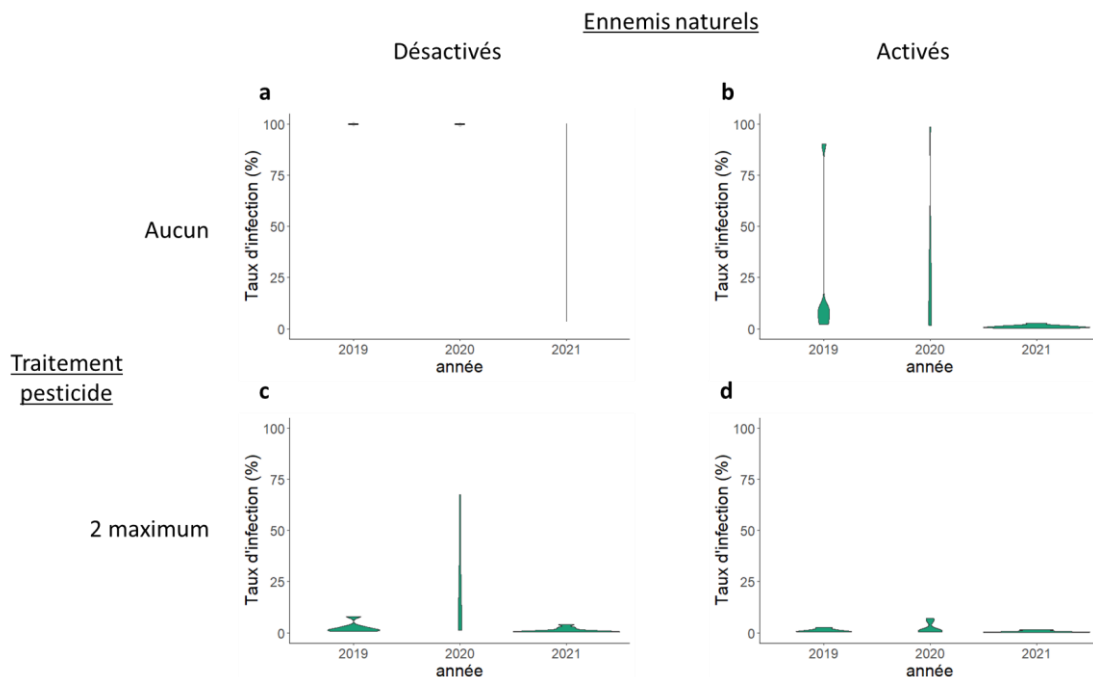 Ennemis naturels
Désactivés
Activés
Traitement
pesticide
Aucun
2 maximum
a
100
75
50
25
0
Taux d'infection (%)
2019 2020 2021
année
b
100
75
50
25
0
Taux d'infection (%)
2019 2020 2021
année
c
100
75
50
25
0
Taux d'infection (%)
2019 2020 2021
année
d
100
75
50
25
0
Taux d'infection (%)
2019 2020 2021
année